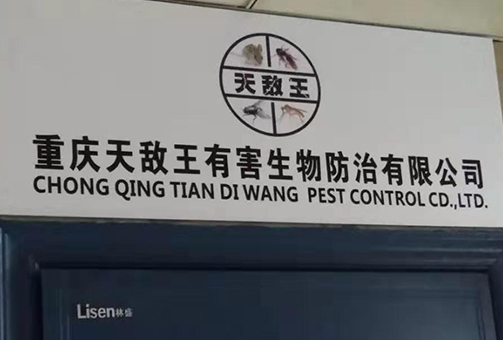 天敌王
重庆天敌王有害生物防治有限公司
CHONG QING TIAN DI WANG PEST CONTROL CD.,LTD.
Lisen林盛